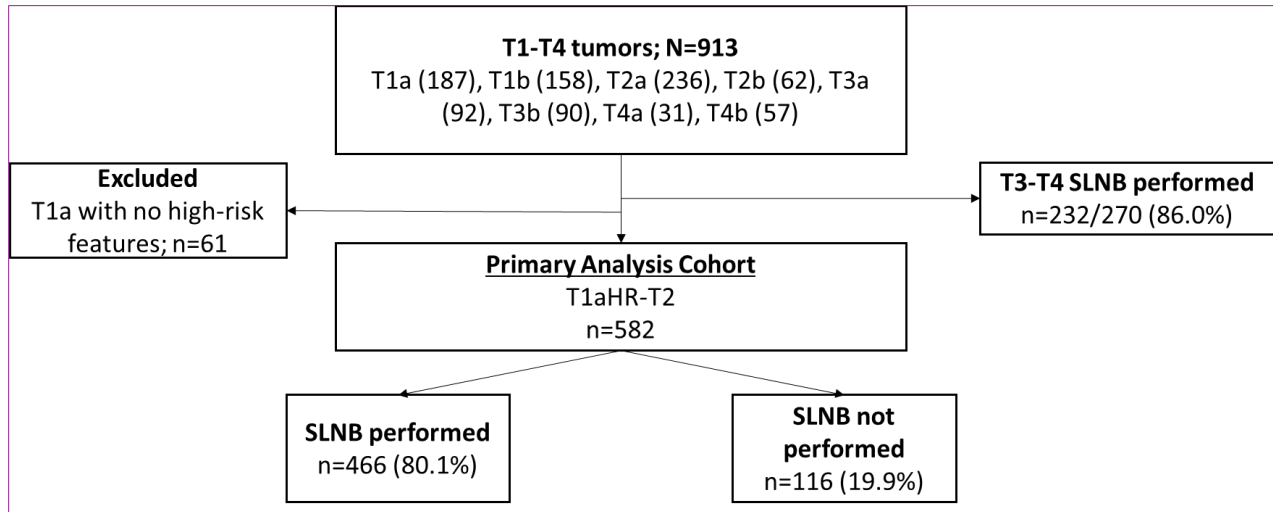 T1-T4 tumors; N=913
T1a (187), T1b (158), T2a (236), T2b (62), T3a
(92), T3b (90), T4a (31), T4b (57)
Excluded
T1a with no high-risk
features; n=61
T3-T4 SLNB performed
n=232/270 (86.0%)
Primary Analysis Cohort
T1aHR-T2
n=582
SLNB performed
n=466 (80.1%)
SLNB not
performed
n=116 (19.9%)